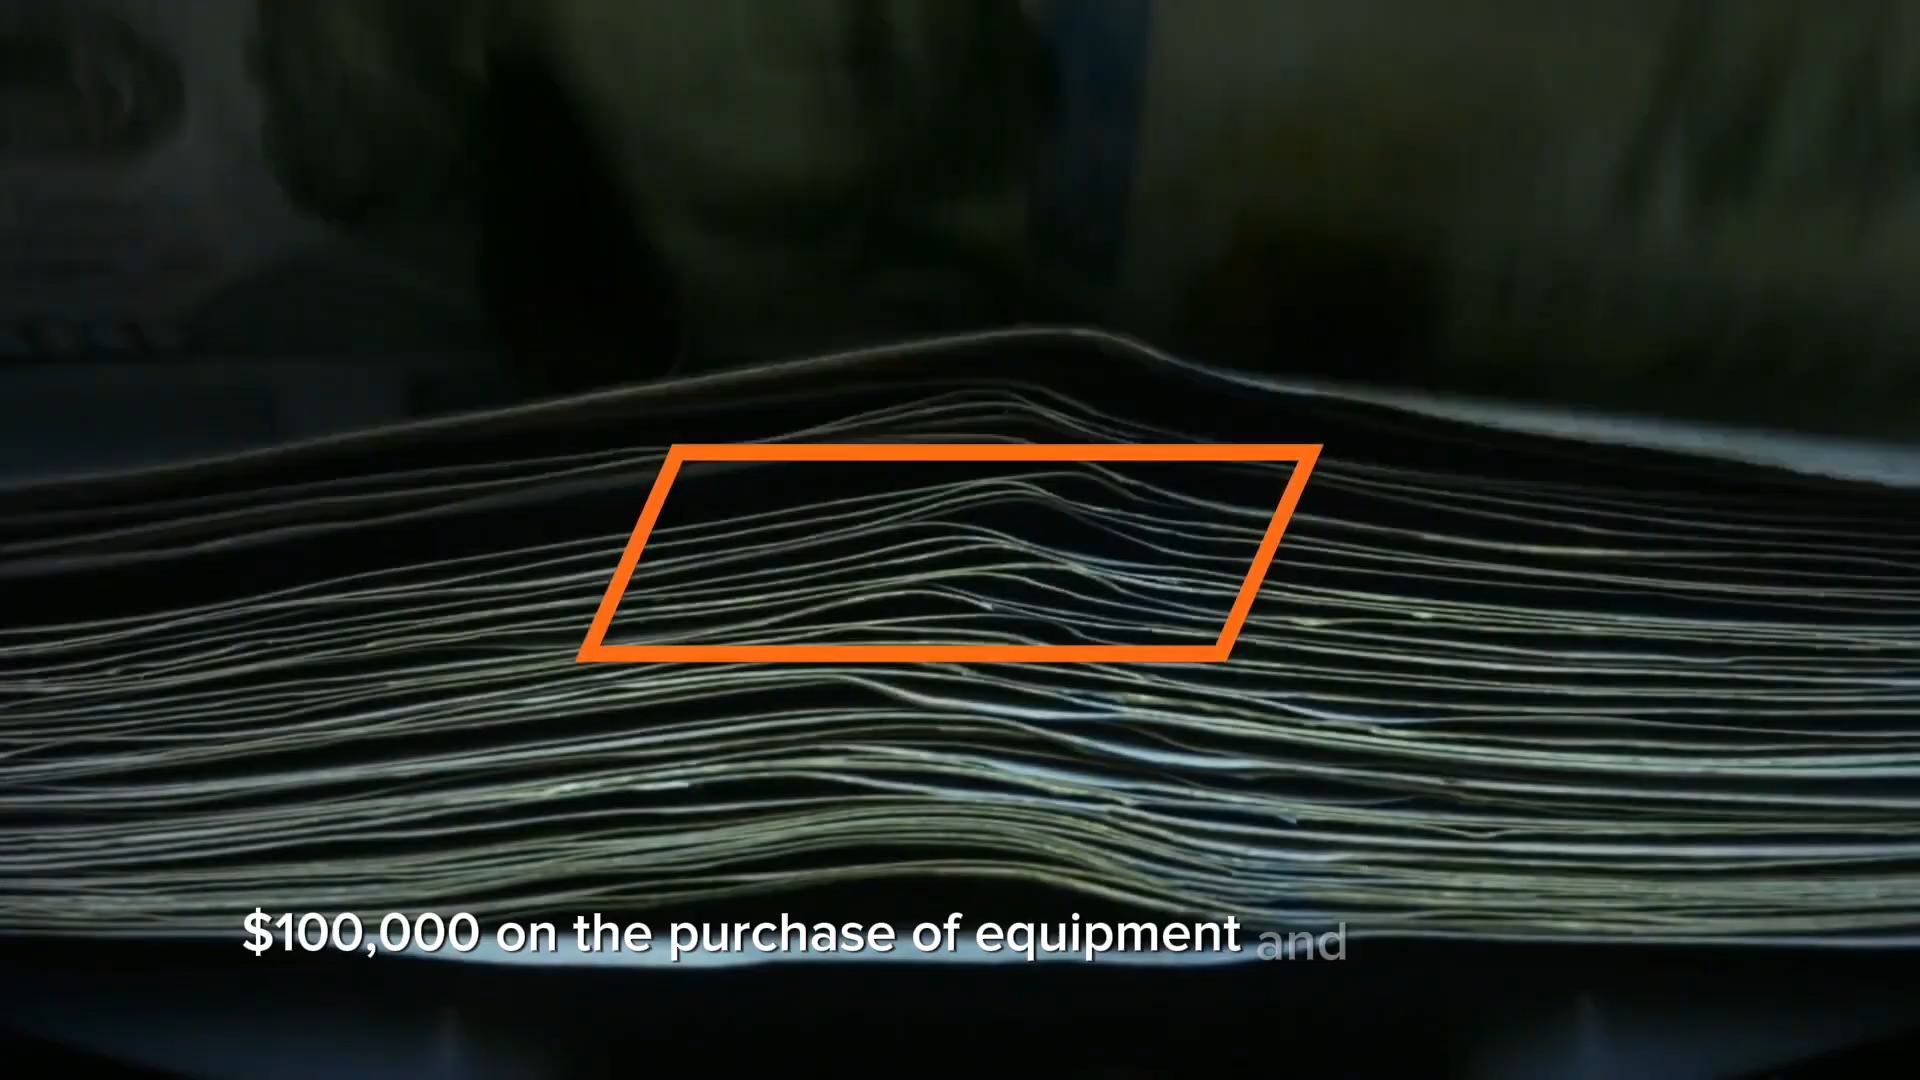 $100,000 on the purchase of equipment and